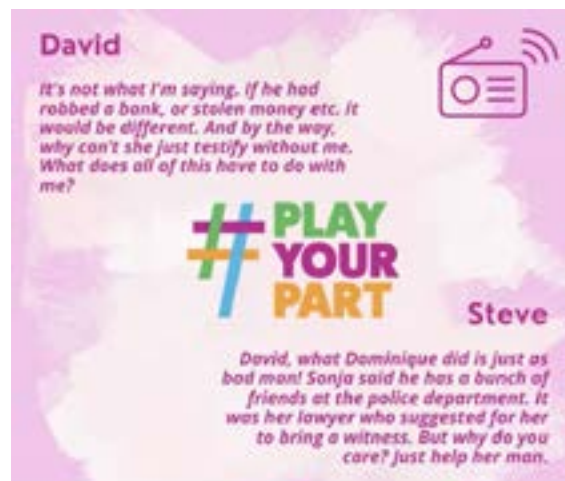 David
It's not what I'm saying. If he had
robbed a bank, or stolen money etc. it
would be different. And by the way,
why can't she just testify without me.
What does all of this have to do with
me?
#PLAY
YOUR
PART
Steve
David, what Dominique did is just as
bad man! Sonja said he has a bunch of
friends at the police department. It
was her lawyer who suggested for her
to bring a witness. But why do you
care? Just help her man.